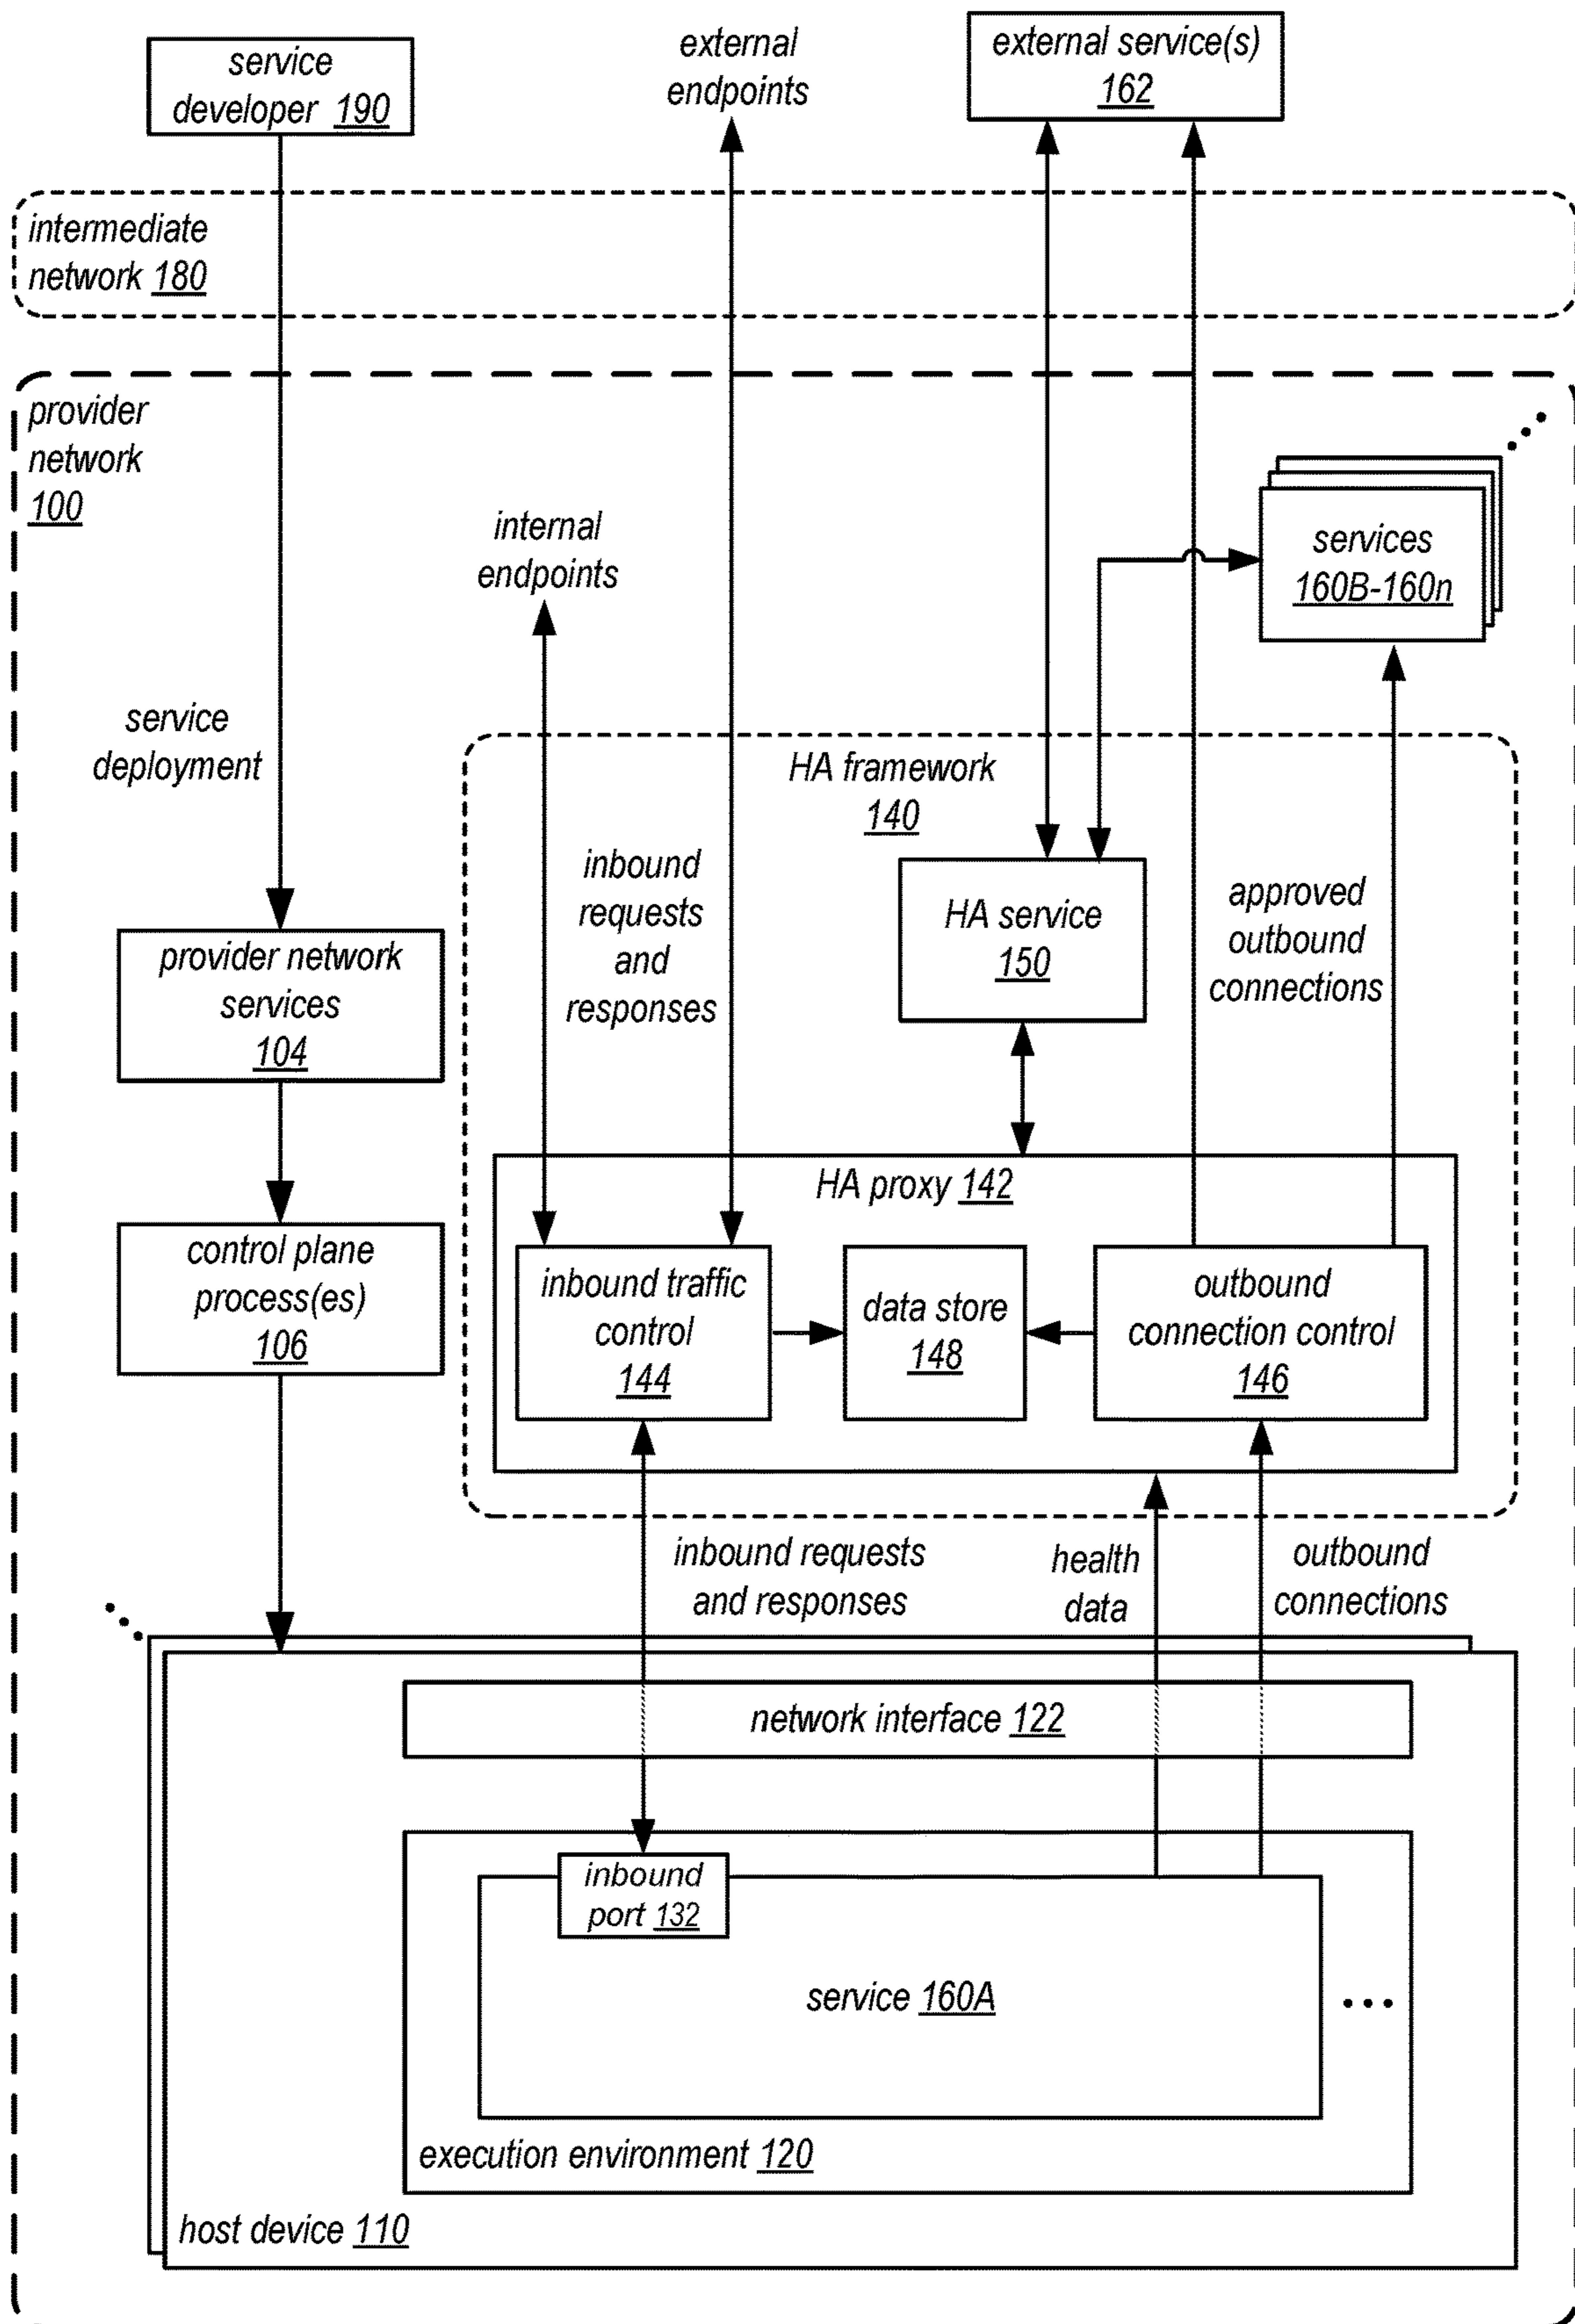 service
developer 190
external
endpoints
external service(s)
162
intermediate
network 180
provider
network
100
internal
endpoints
services
160B-160n
service
deployment
HA framework
140
inbound
requests
and
responses
HA service
150
approved
outbound
connections
provider network
services
104
HA proxy 142
control plane
process(es)
106
inbound traffic
control
144
data store
148
outbound
connection control
146
inbound requests
and responses
health
data
outbound
connections
network interface 122
inbound
port 132
service 160A
execution environment 120
host device 110